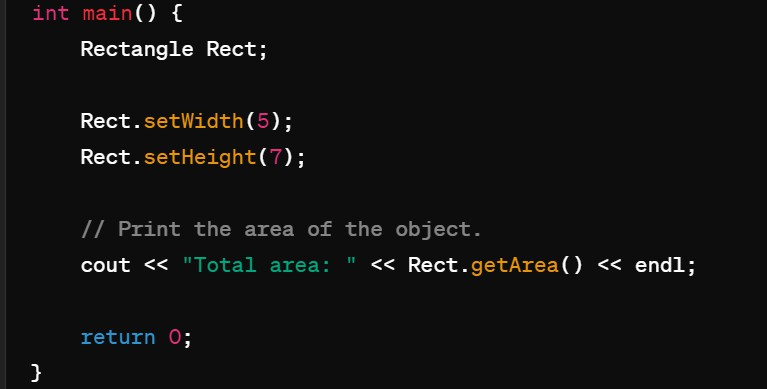 int main() {
    Rectangle Rect;

    Rect.setWidth(5);
    Rect.setHeight(7);

    // Print the area of the object.
    cout << "Total area: " << Rect.getArea() << endl;

    return 0;
}